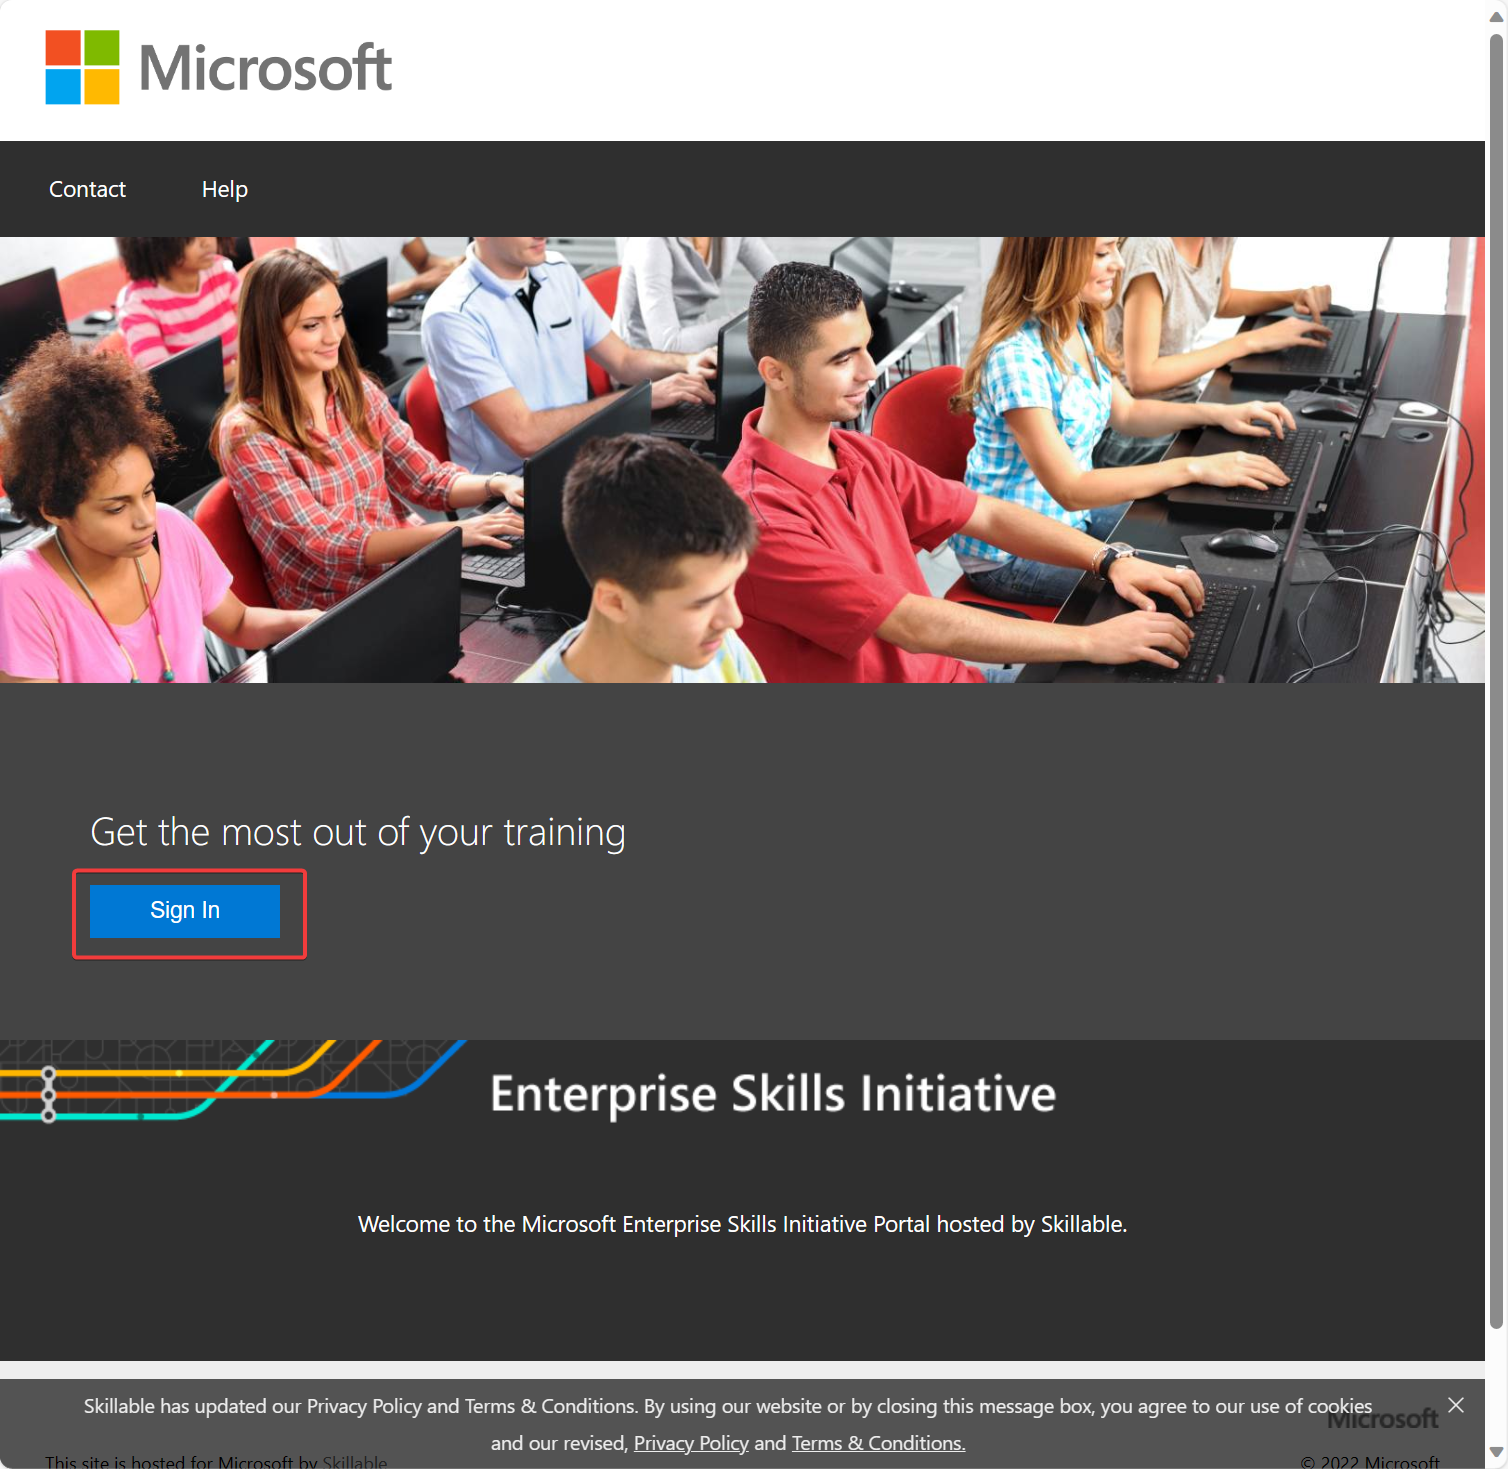 Microsoft
Contact
Help
Get the most out of your training
Sign In
Enterprise Skills Initiative
Welcome to the Microsoft Enterprise Skills Initiative Portal hosted by Skillable.
Skillable has updated our Privacy Policy and Terms & Conditions. By using our website or by closing this message box, you agree to our use of cookies
and our revised, Privacy Policy and Terms & Conditions.
Microsoft
This site is hosted for Microsoft by Skillable
© 2022 Microsoft